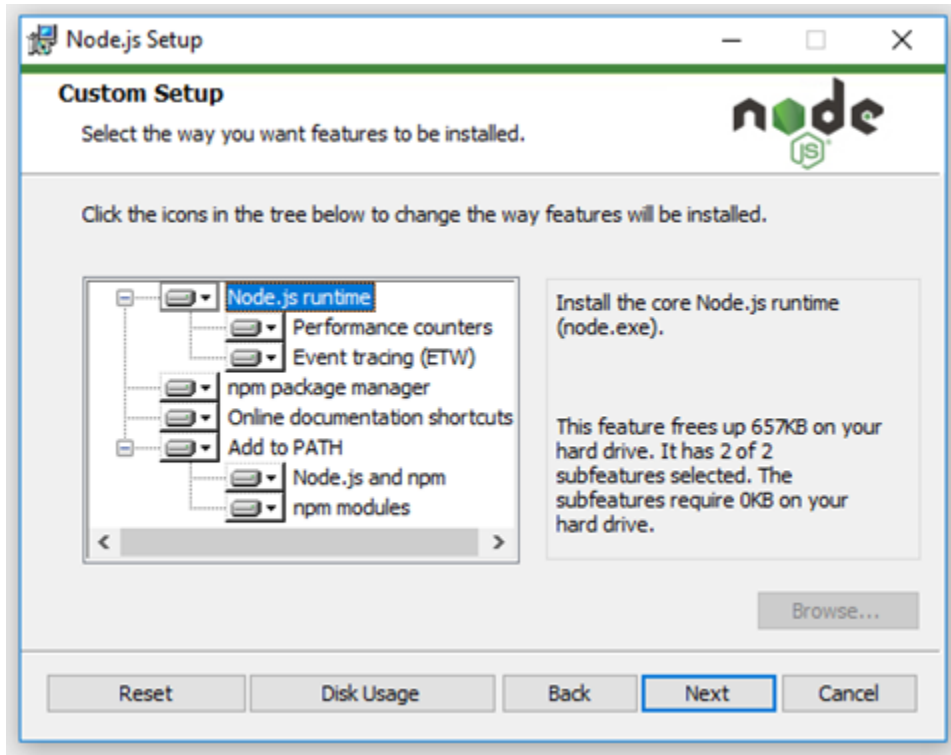 Node.js Setup
Custom Setup
Select the way you want features to be installed.
node
JS
Click the icons in the tree below to change the way features will be installed.
Node.js runtime
Performance counters
Event tracing (ETW)
npm package manager
Online documentation shortcuts
Add to PATH
Node.js and npm
npm modules
Install the core Node.js runtime
(node.exe).
This feature frees up 657KB on your
hard drive. It has 2 of 2
subfeatures selected. The
subfeatures require 0KB on your
hard drive.
Browse...
Reset
Disk Usage
Back
Next
Cancel